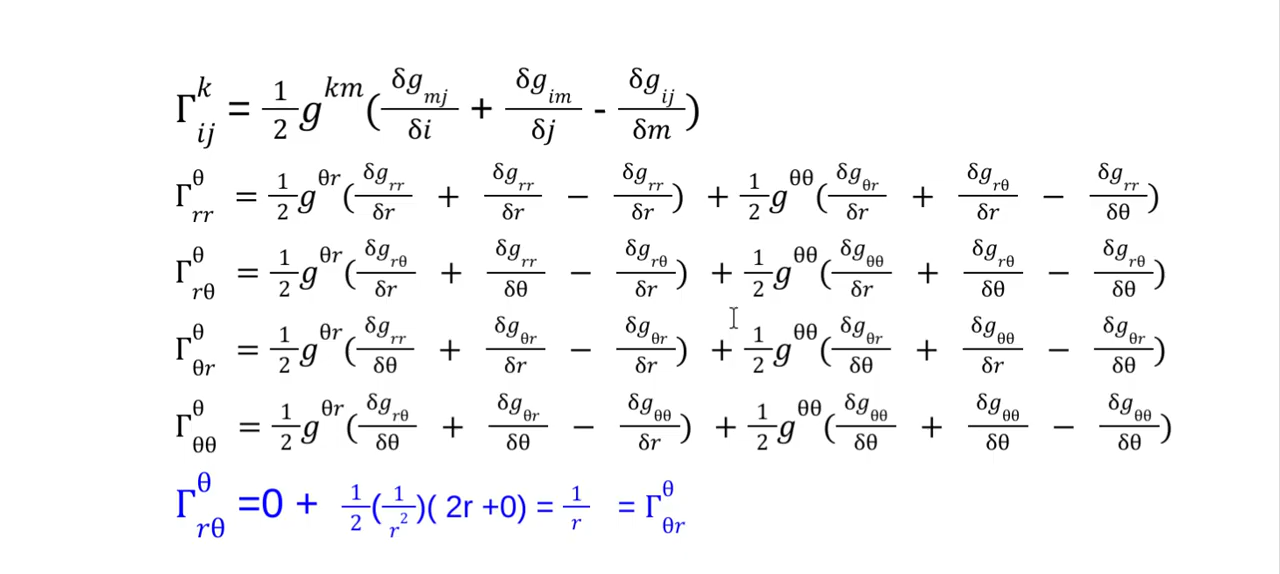 Γ^k_ij = 1/2 g^km (δg_mj/δi + δg_im/δj - δg_ij/δm)
Γ^θ_rr = 1/2 g^θr (δg_rr/δr + δg_rr/δr − δg_rr/δr) + 1/2 g^θθ (δg_θr/δr + δg_rθ/δr − δg_rr/δθ)
Γ^θ_rθ = 1/2 g^θr (δg_rθ/δr + δg_rr/δθ − δg_rθ/δr) + 1/2 g^θθ (δg_θθ/δr + δg_rθ/δθ − δg_rθ/δθ)
Γ^θ_θr = 1/2 g^θr (δg_rr/δθ + δg_θr/δr − δg_θr/δr) + 1/2 g^θθ (δg_θr/δθ + δg_θθ/δr − δg_θr/δθ)
Γ^θ_θθ = 1/2 g^θr (δg_rθ/δθ + δg_θr/δθ − δg_θθ/δr) + 1/2 g^θθ (δg_θθ/δθ + δg_θθ/δθ − δg_θθ/δθ)
Γ^θ_rθ =0 + 1/2 (1/r^2)( 2r +0) = 1/r = Γ^θ_θr